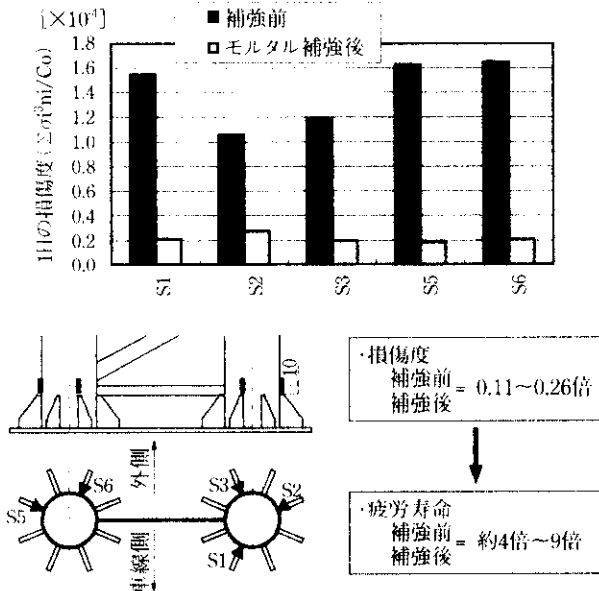 [×10⁻⁴]
■ 補強前
□ モルタル補強後
1日の損傷度(Σσi³ni/Co)
1.8
1.6
1.4
1.2
1.0
0.8
0.6
0.4
0.2
0.0
S1
S2
S3
S5
S6
10
外側
車線側
S5
S6
S3
S2
S1
・損傷度
補強前
補強後
= 0.11〜0.26倍
・疲労寿命
補強前
補強後
= 約4倍〜9倍